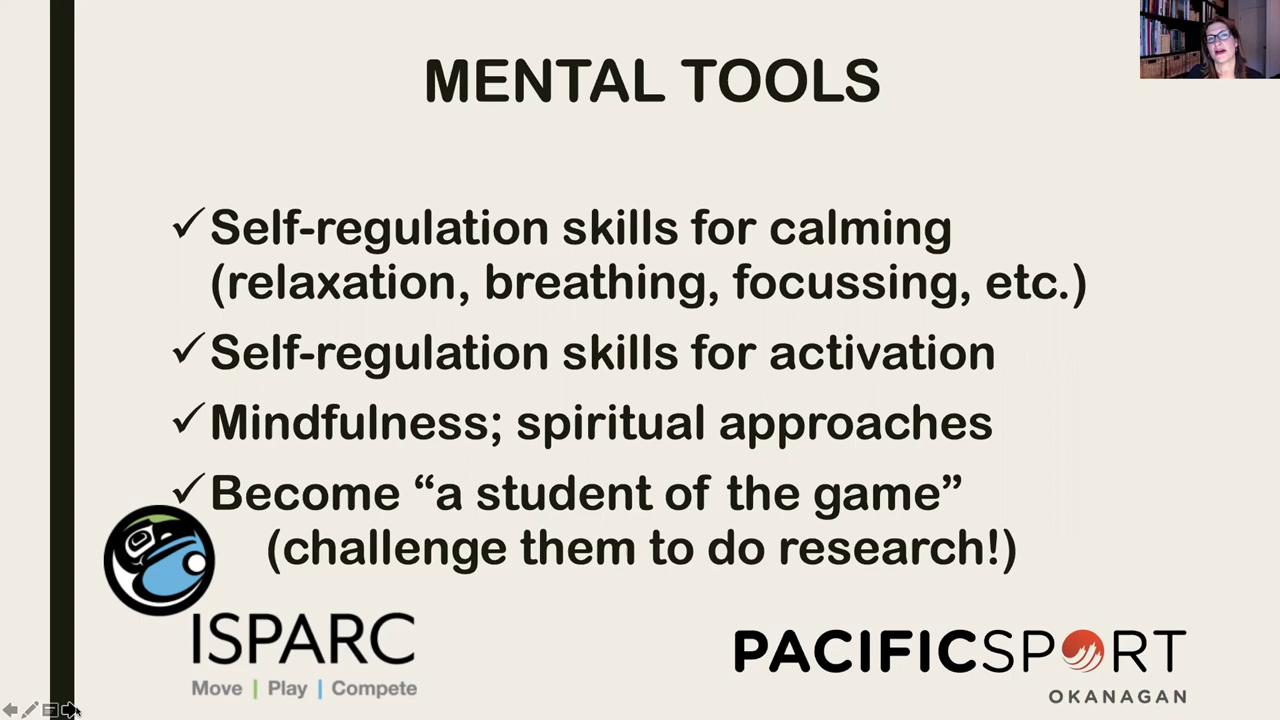 MENTAL TOOLS
✓Self-regulation skills for calming
(relaxation, breathing, focussing, etc.)
✓Self-regulation skills for activation
✓Mindfulness; spiritual approaches
✓Become “a student of the game”
(challenge them to do research!)
ISPARC
Move | Play | Compete
PACIFICSPORT
OKANAGAN